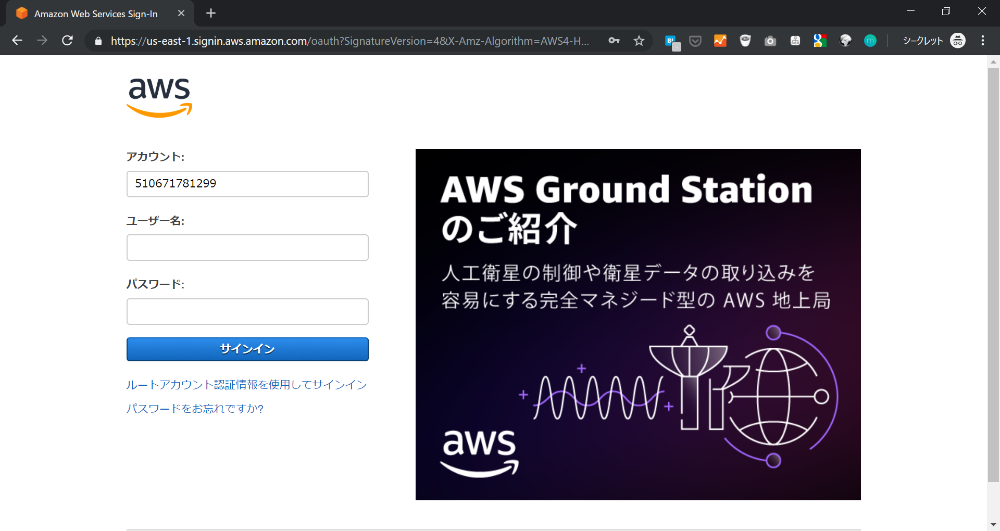 Amazon Web Services Sign-In
https://us-east-1.signin.aws.amazon.com/oauth?SignatureVersion=4&X-Amz-Algorithm=AWS4-H...
B!
m
シークレット
aws
アカウント:
510671781299
ユーザー名:
パスワード:
サインイン
ルートアカウント認証情報を使用してサインイン
パスワードをお忘れですか?
AWS Ground Station
のご紹介
人工衛星の制御や衛星データの取り込みを
容易にする完全マネジード型の AWS 地上局
aws